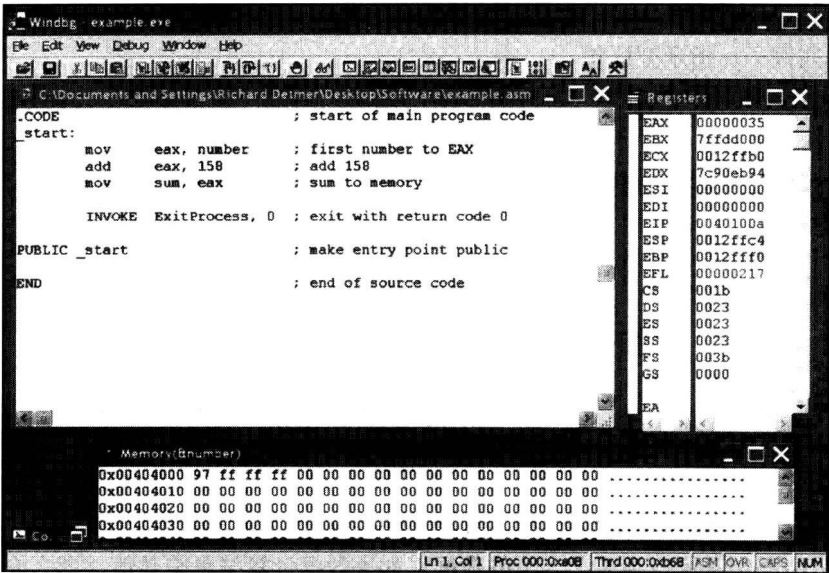 Windbg - example.exe
File Edit View Debug Window Help
C:\Documents and Settings\Richard Detmer\Desktop\Software\example.asm
.CODE ; start of main program code
_start:
mov eax, number ; first number to EAX
add eax, 158 ; add 158
mov sum, eax ; sum to memory
INVOKE ExitProcess, 0 ; exit with return code 0
PUBLIC _start ; make entry point public
END ; end of source code
Registers
EAX 00000035
EBX 7ffdd000
ECX 0012ffb0
EDX 7c90eb94
ESI 00000000
EDI 00000000
EIP 0040100a
ESP 0012ffc4
EBP 0012fff0
EFL 00000217
CS 001b
DS 0023
ES 0023
SS 0023
FS 003b
GS 0000
EA
Memory(&number)
0x00404000 97 ff ff ff 00 00 00 00 00 00 00 00 00 00 00 00 ................
0x00404010 00 00 00 00 00 00 00 00 00 00 00 00 00 00 00 00 ................
0x00404020 00 00 00 00 00 00 00 00 00 00 00 00 00 00 00 00 ................
0x00404030 00 00 00 00 00 00 00 00 00 00 00 00 00 00 00 00 ................
Co...
Ln 1, Col 1 Proc 000:0xa08 Thrd 000:0xb68 ASM OVR CAPS NUM